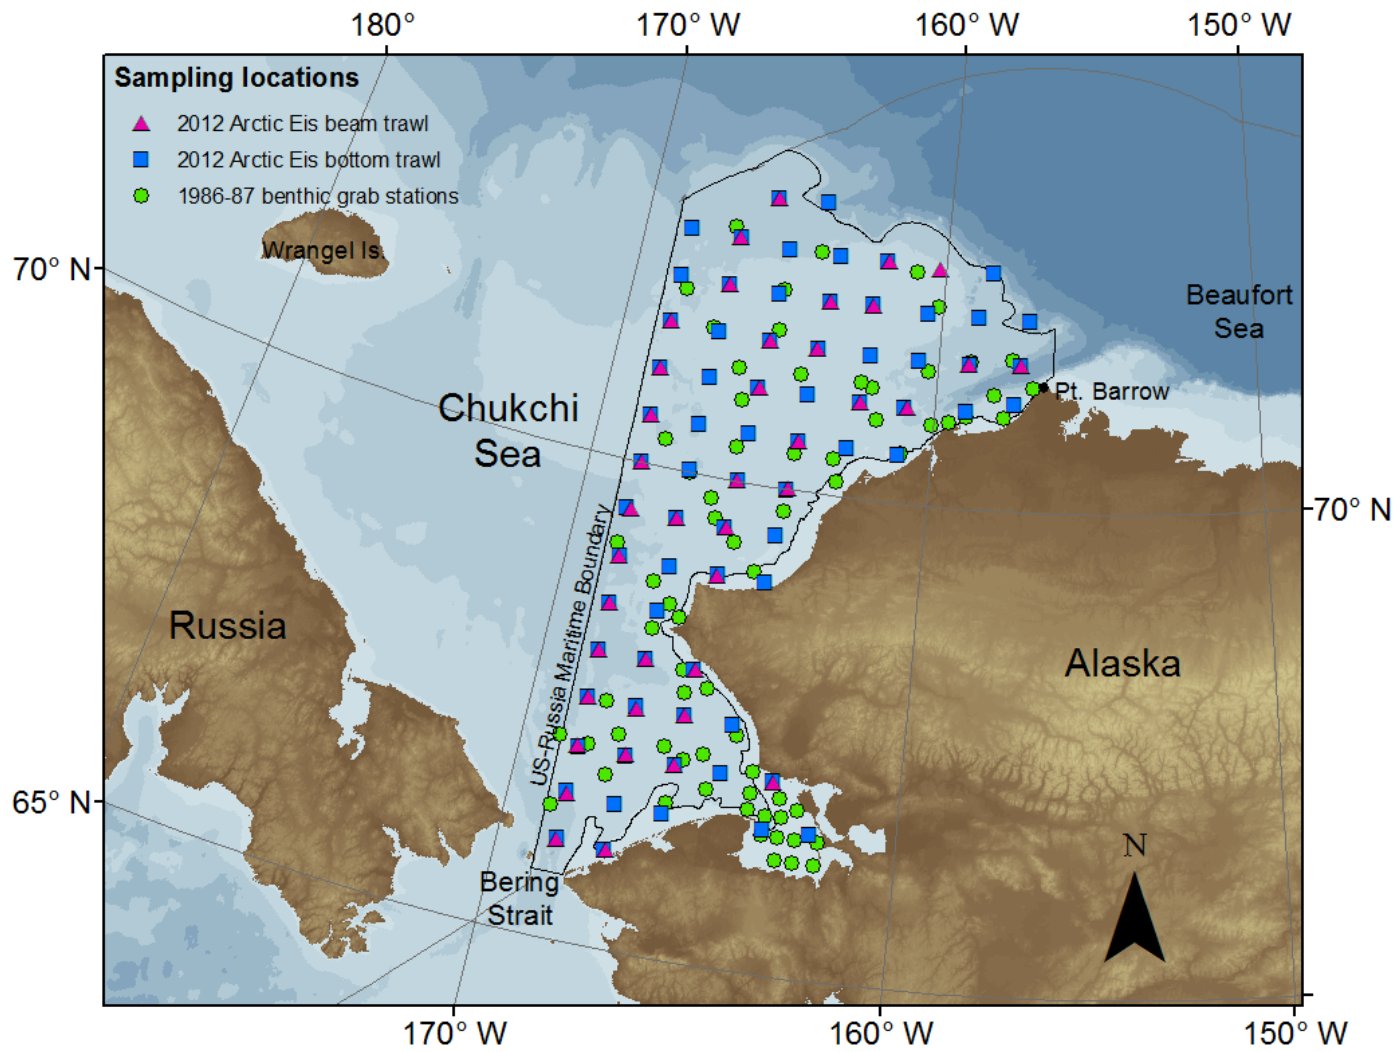 180°
170° W
160° W
150° W
Sampling locations
2012 Arctic Eis beam trawl
2012 Arctic Eis bottom trawl
1986-87 benthic grab stations
Wrangel Is.
70° N
Beaufort
Sea
Pt. Barrow
Chukchi
Sea
70° N
US-Russia Maritime Boundary
Russia
Alaska
65° N
N
Bering
Strait
170° W
160° W
150° W